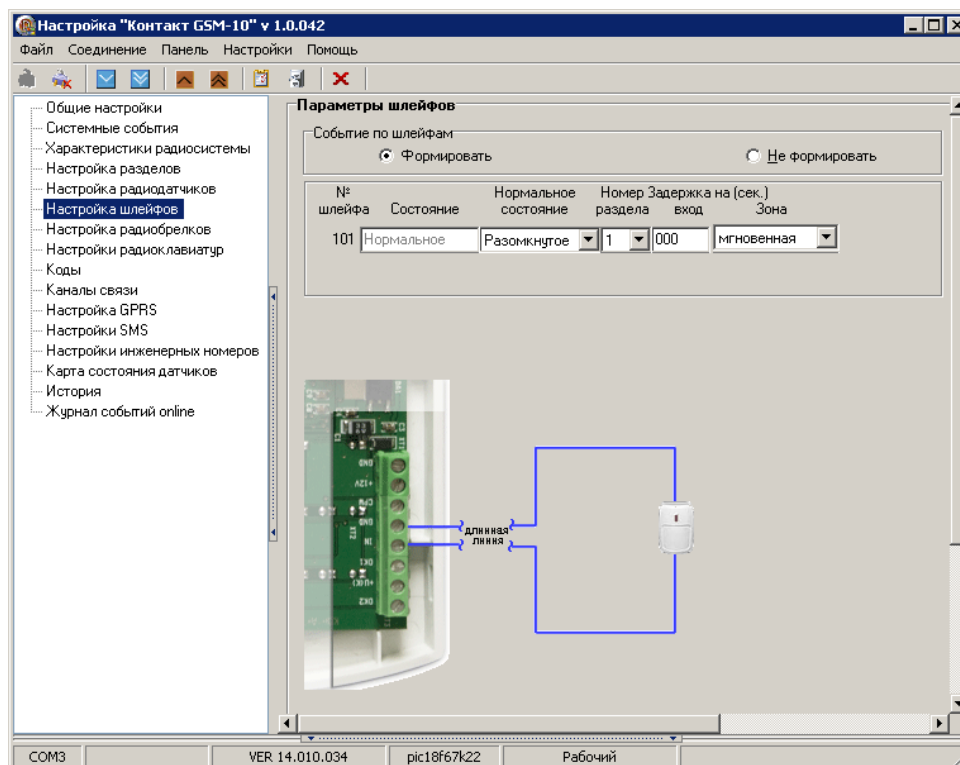 Настройка "Контакт GSM-10" v 1.0.042
Файл Соединение Панель Настройки Помощь
Общие настройки
Системные события
Характеристики радиосистемы
Настройка разделов
Настройка радиодатчиков
Настройка шлейфов
Настройка радиобрелков
Настройки радиоклавиатур
Коды
Каналы связи
Настройка GPRS
Настройки SMS
Настройки инженерных номеров
Карта состояния датчиков
История
Журнал событий online
Параметры шлейфов
Событие по шлейфам
Формировать Не формировать
№ Нормальное Номер Задержка на (сек.)
шлейфа Состояние состояние раздела вход Зона
101 Нормальное Разомкнутое 1 000 мгновенная
GND
+12V
GND
IN
DK1
DK2
XT2
длинная
линия
COM3 VER 14.010.034 pic18f67k22 Рабочий